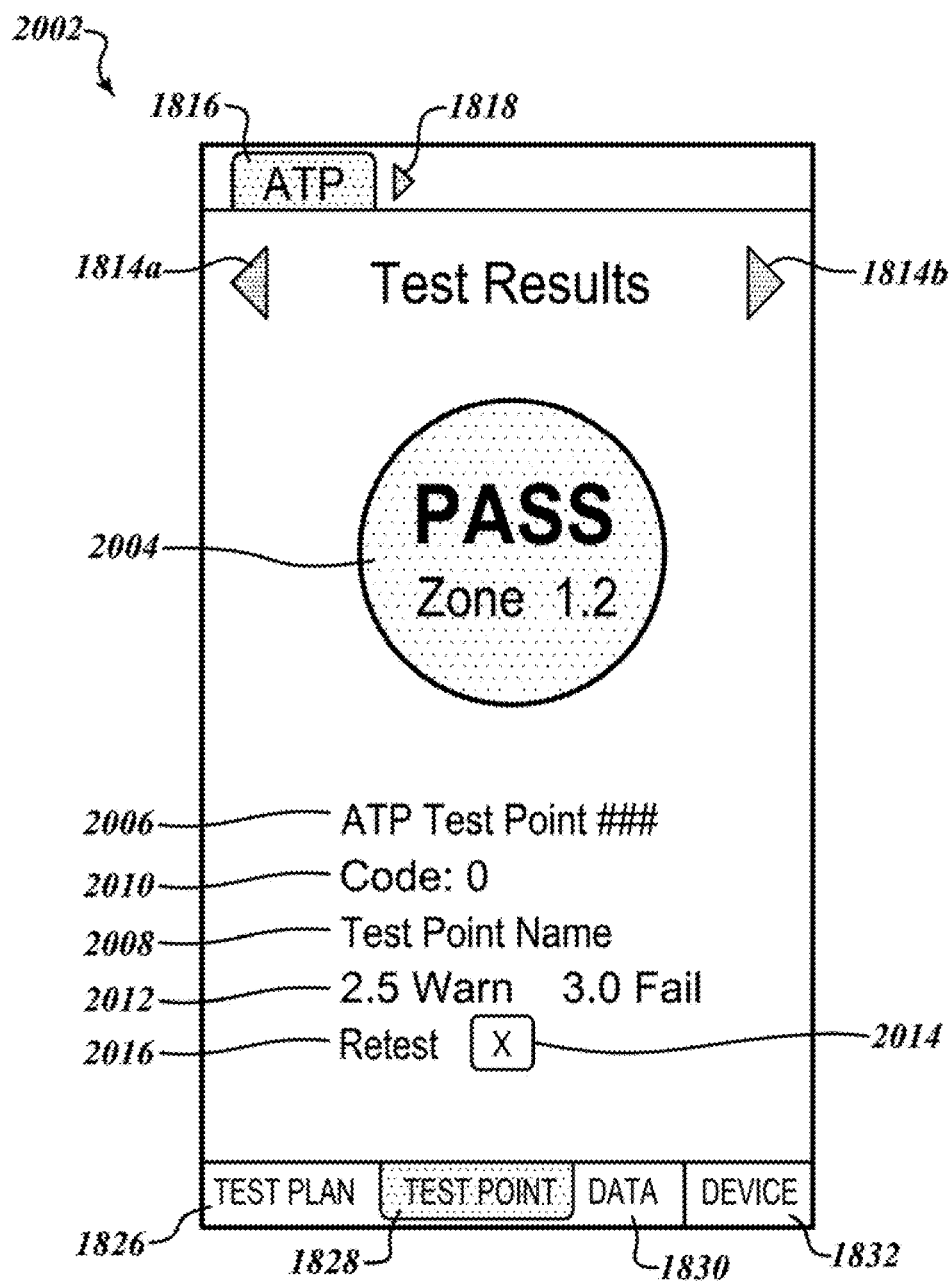 2002
1816
1818
ATP
1814a
Test Results
1814b
PASS
2004
Zone 1.2
2006
ATP Test Point ###
2010
Code: 0
2008
Test Point Name
2012
2.5 Warn 3.0 Fail
2016
Retest X
2014
TEST PLAN TEST POINT DATA DEVICE
1826
1828
1830
1832